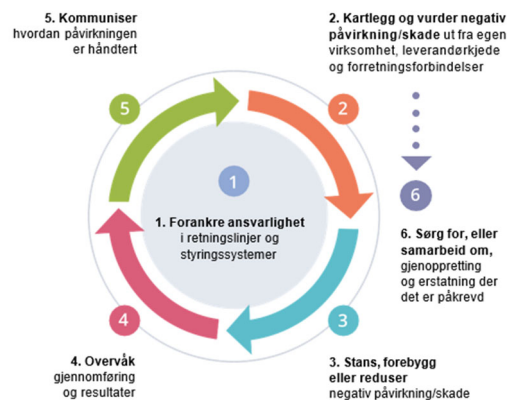 5. Kommuniser
hvordan påvirkningen
er håndtert
2. Kartlegg og vurder negativ
påvirkning/skade ut fra egen
virksomhet, leverandørkjede
og forretningsforbindelser
5
2
1
6
1. Forankre ansvarlighet
i retningslinjer og
styringssystemer
6. Sørg for, eller
samarbeid om,
gjenoppretting
og erstatning der
det er påkrevd
4
3
4. Overvåk
gjennomføring
og resultater
3. Stans, forebygg
eller reduser
negativ påvirkning/skade